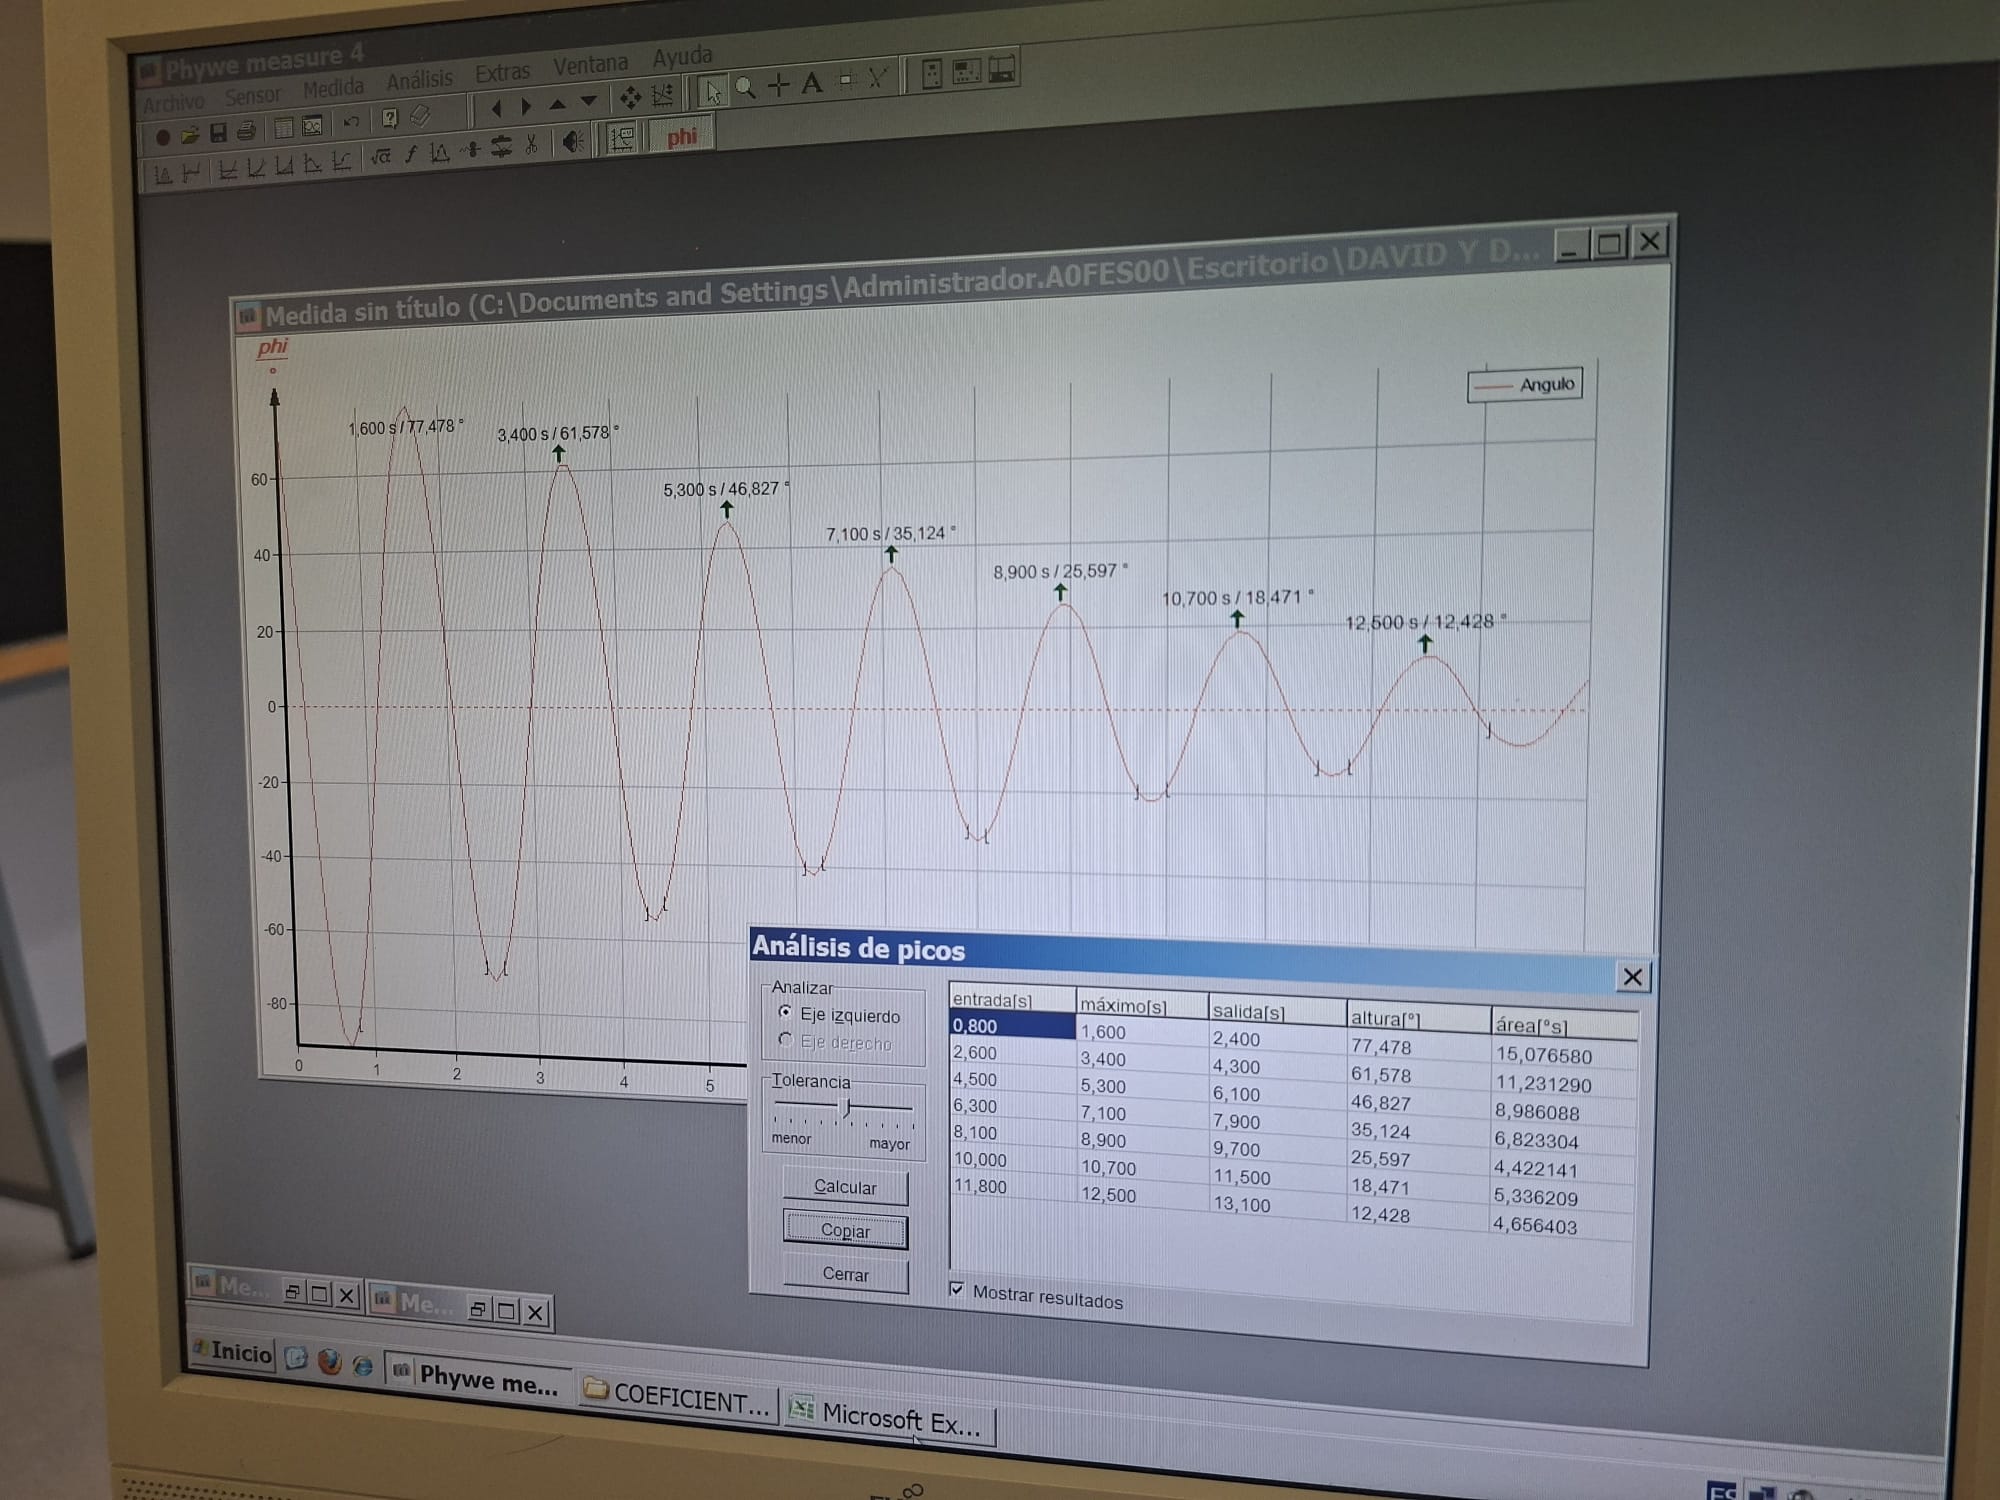 Phywe measure 4
Archivo Sensor Medida Análisis Extras Ventana Ayuda
phi
Medida sin título (C:\Documents and Settings\Administrador.A0FES00\Escritorio\DAVID Y D...
phi
°
Angulo
1,600 s / 77,478 °
3,400 s / 61,578 °
5,300 s / 46,827 °
7,100 s / 35,124 °
8,900 s / 25,597 °
10,700 s / 18,471 °
12,500 s / 12,428 °
60
40
20
0
-20
-40
-60
-80
0 1 2 3 4 5
Análisis de picos
Analizar
Eje izquierdo
Eje derecho
Tolerancia
menor mayor
Calcular
Copiar
Cerrar
entrada[s] máximo[s] salida[s] altura[°] área[°s]
0,800 1,600 2,400 77,478 15,076580
2,600 3,400 4,300 61,578 11,231290
4,500 5,300 6,100 46,827 8,986088
6,300 7,100 7,900 35,124 6,823304
8,100 8,900 9,700 25,597 4,422141
10,000 10,700 11,500 18,471 5,336209
11,800 12,500 13,100 12,428 4,656403
Mostrar resultados
Me... Me...
Inicio Phywe me... COEFICIENT... Microsoft Ex...
ES